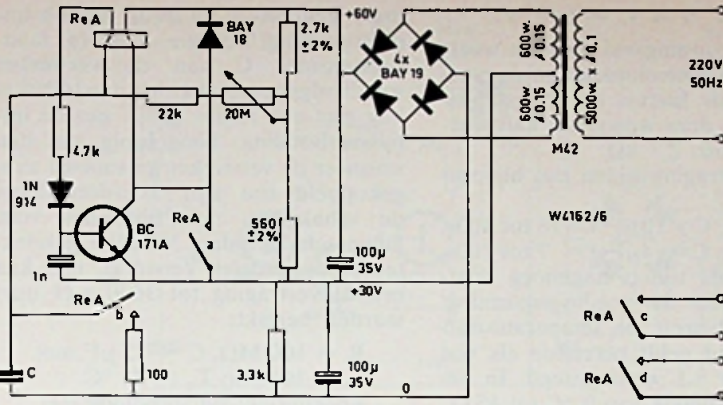 ReA
BAY
18
2.7k
±2%
+60V
4x
BAY 19
600w.
⌀0.15
600w
⌀0.15
5000w. x ⌀0,1
220V
50Hz
M42
22k
20M
4.7k
1N
914
BC
171A
ReA
a
560
±2%
100μ
35V
+30V
W4162/6
1n
ReA
b
C
100
3,3k
100μ
35V
0
ReA
c
ReA
d